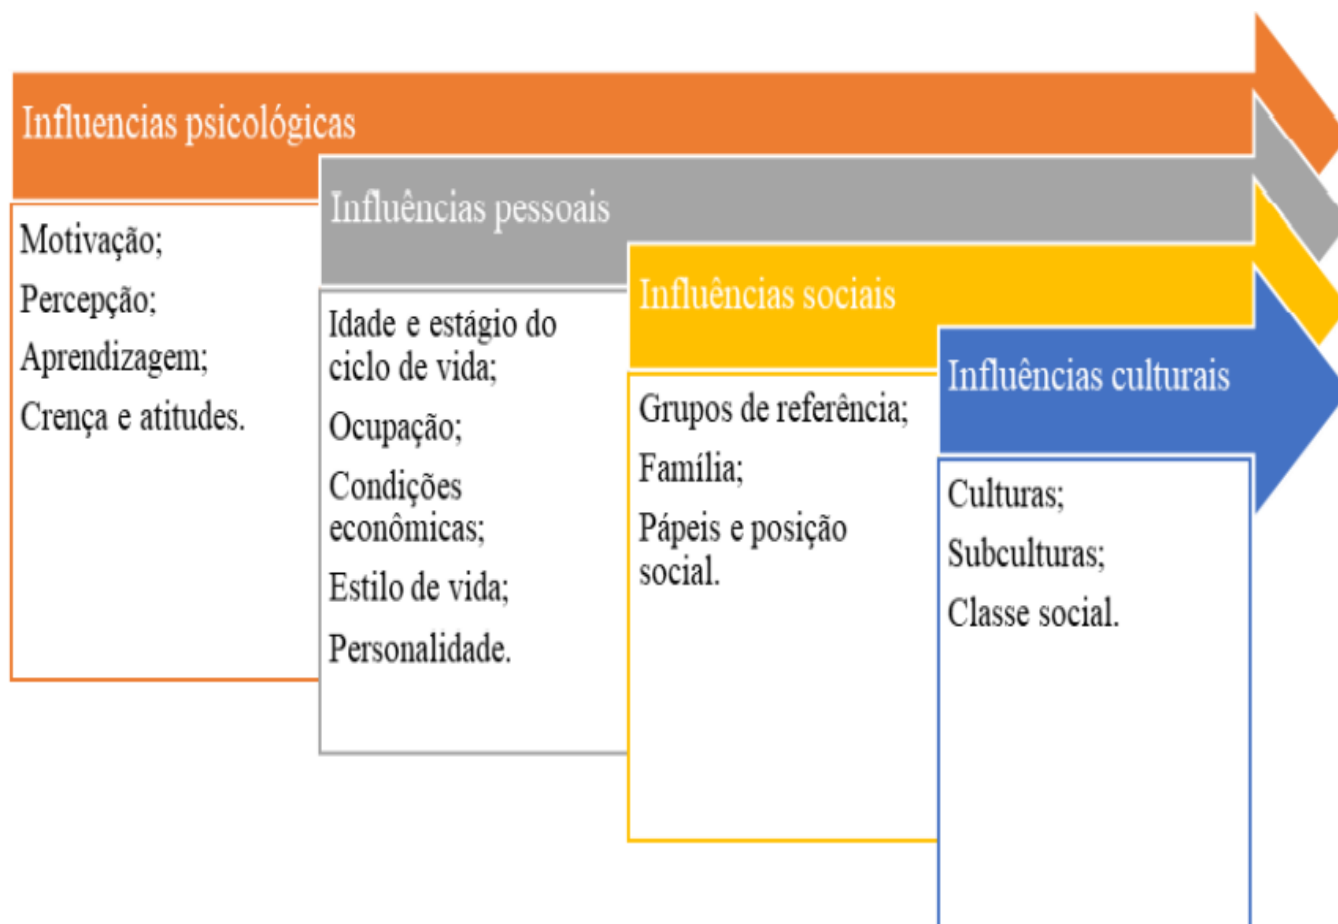 Influencias psicológicas
Motivação;
Percepção;
Aprendizagem;
Crença e atitudes.
Influências pessoais
Idade e estágio do
ciclo de vida;
Ocupação;
Condições
econômicas;
Estilo de vida;
Personalidade.
Influências sociais
Grupos de referência;
Família;
Pápeis e posição
social.
Influências culturais
Culturas;
Subculturas;
Classe social.